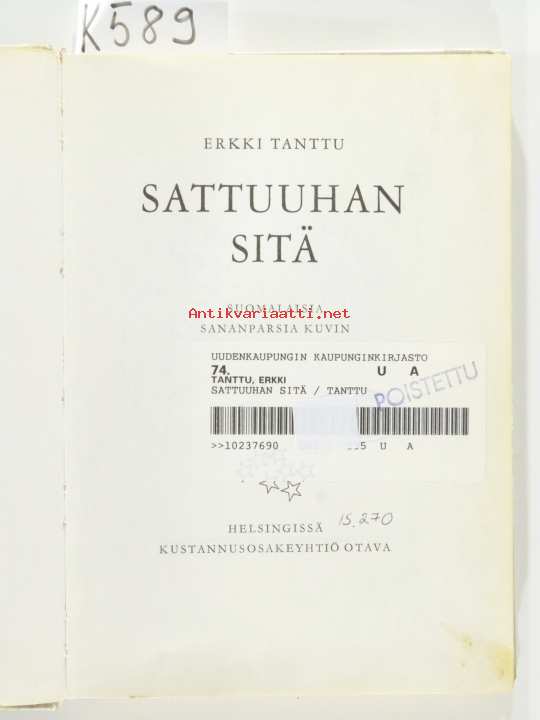 K589
ERKKI TANTTU
SATTUUHAN
SITÄ
SUOMALAISIA
Antikvariaatti.net
SANANPARSIA KUVIN
UUDENKAUPUNGIN KAUPUNGINKIRJASTO
74. U A
TANTTU, ERKKI
SATTUUHAN SITÄ / TANTTU
POISTETTU
>>10237690 U A
15.270
HELSINGISSÄ
KUSTANNUSOSAKEYHTIÖ OTAVA